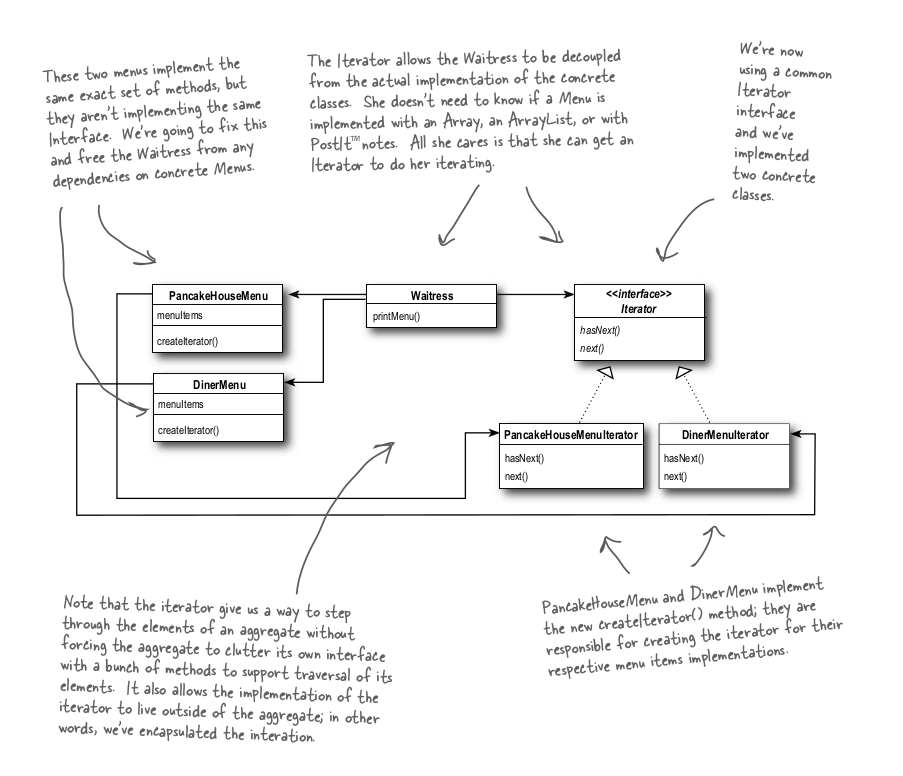 These two menus implement the
same exact set of methods, but
they aren't implementing the same
Interface. We're going to fix this
and free the Waitress from any
dependencies on concrete Menus.
The Iterator allows the Waitress to be decoupled
from the actual implementation of the concrete
classes. She doesn't need to know if a Menu is
implemented with an Array, an ArrayList, or with
PostIt™ notes. All she cares is that she can get an
Iterator to do her iterating.
We're now
using a common
Iterator
interface
and we've
implemented
two concrete
classes.
PancakeHouseMenu
menuItems
createIterator()
Waitress
printMenu()
<<interface>>
Iterator
hasNext()
next()
DinerMenu
menuItems
createIterator()
PancakeHouseMenuIterator
hasNext()
next()
DinerMenuIterator
hasNext()
next()
Note that the iterator give us a way to step
through the elements of an aggregate without
forcing the aggregate to clutter its own interface
with a bunch of methods to support traversal of its
elements. It also allows the implementation of the
iterator to live outside of the aggregate; in other
words, we've encapsulated the interation.
PancakeHouseMenu and DinerMenu implement
the new createIterator() method; they are
responsible for creating the iterator for their
respective menu items implementations.